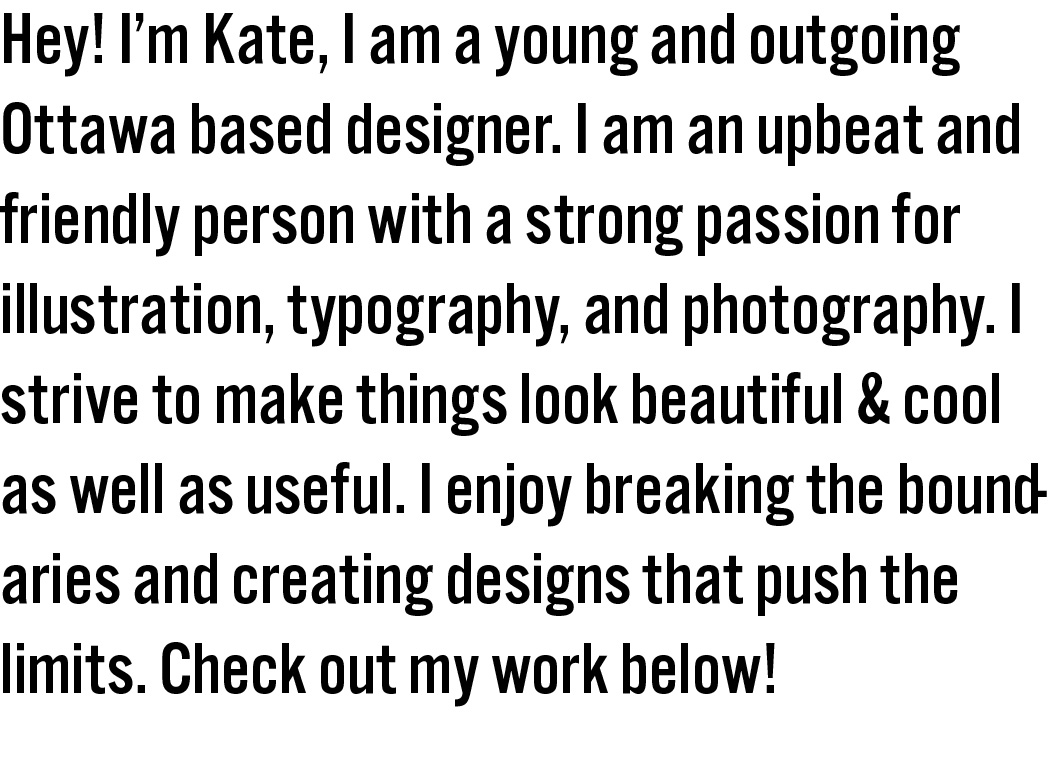 Hey! I’m Kate, I am a young and outgoing
Ottawa based designer. I am an upbeat and
friendly person with a strong passion for
illustration, typography, and photography. I
strive to make things look beautiful & cool
as well as useful. I enjoy breaking the bound-
aries and creating designs that push the
limits. Check out my work below!